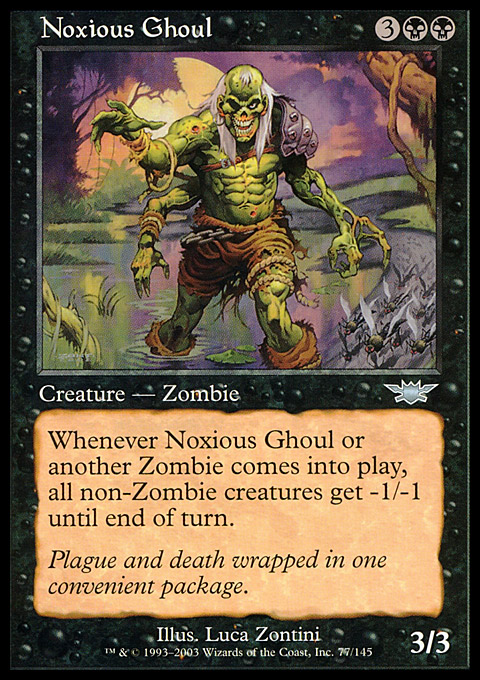 Noxious Ghoul 3
Creature — Zombie
Whenever Noxious Ghoul or
another Zombie comes into play,
all non-Zombie creatures get -1/-1
until end of turn.
Plague and death wrapped in one
convenient package.
Illus. Luca Zontini
™ & © 1993-2003 Wizards of the Coast, Inc. 77/145
3/3